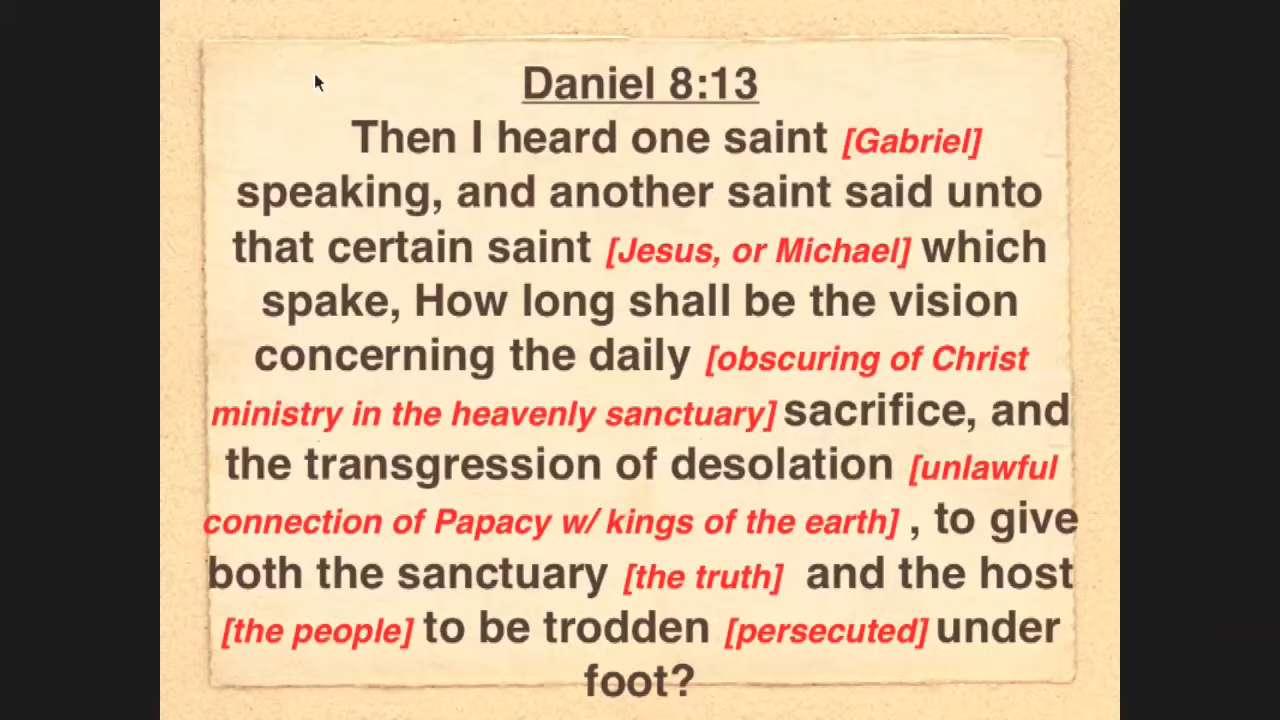 Daniel 8:13
Then I heard one saint [Gabriel]
speaking, and another saint said unto
that certain saint [Jesus, or Michael] which
spake, How long shall be the vision
concerning the daily [obscuring of Christ
ministry in the heavenly sanctuary] sacrifice, and
the transgression of desolation [unlawful
connection of Papacy w/ kings of the earth] , to give
both the sanctuary [the truth] and the host
[the people] to be trodden [persecuted] under
foot?